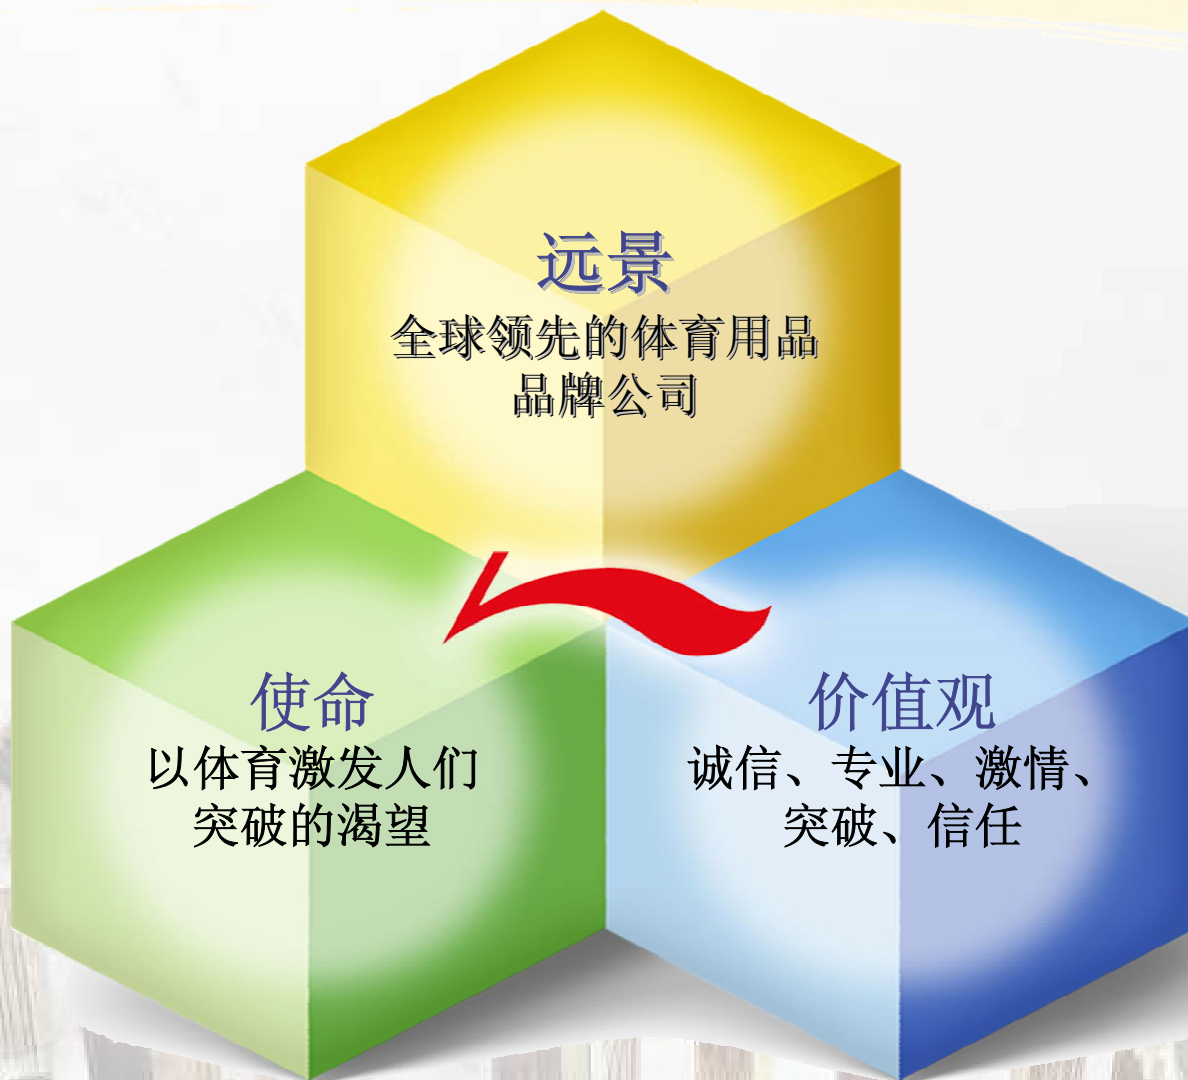 远景
全球领先的体育用品
品牌公司
使命
以体育激发人们
突破的渴望
价值观
诚信、专业、激情、
突破、信任